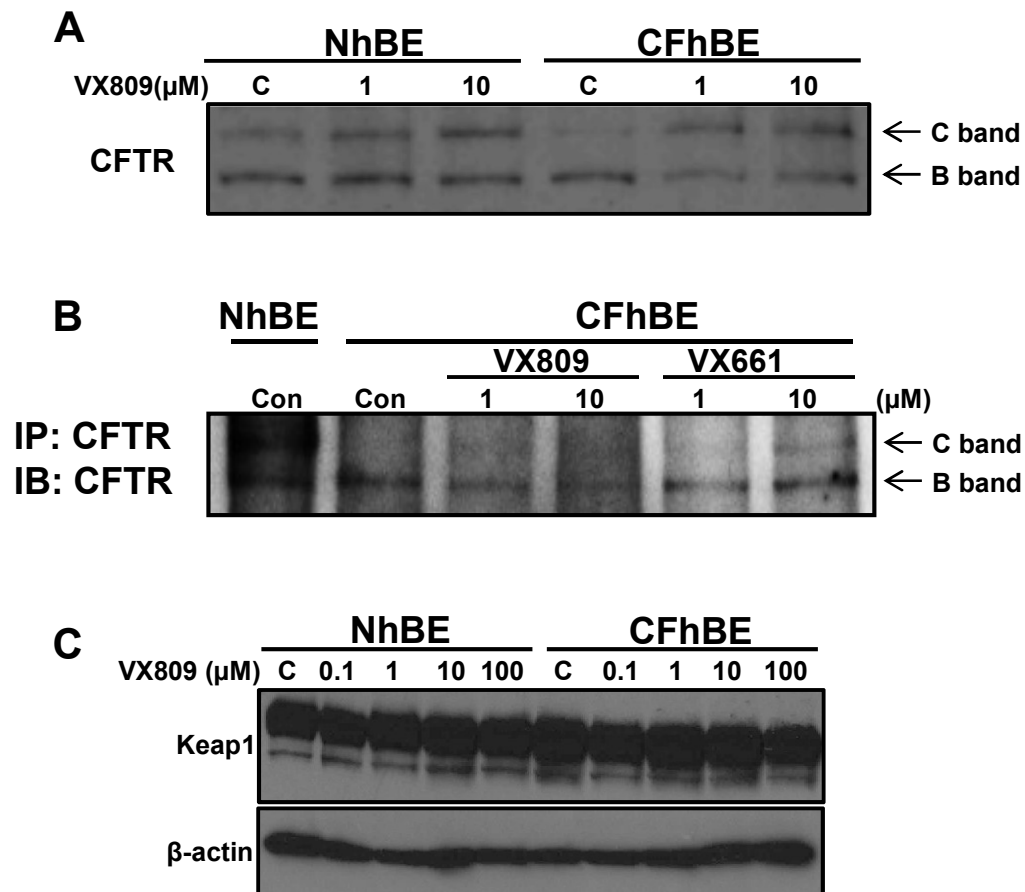 A
NhBE CFhBE
VX809(µM) C 1 10 C 1 10
CFTR
← C band
← B band
B
NhBE CFhBE
VX809 VX661
Con Con 1 10 1 10 (µM)
IP: CFTR ← C band
IB: CFTR ← B band
C
NhBE CFhBE
VX809 (µM) C 0.1 1 10 100 C 0.1 1 10 100
Keap1
β-actin